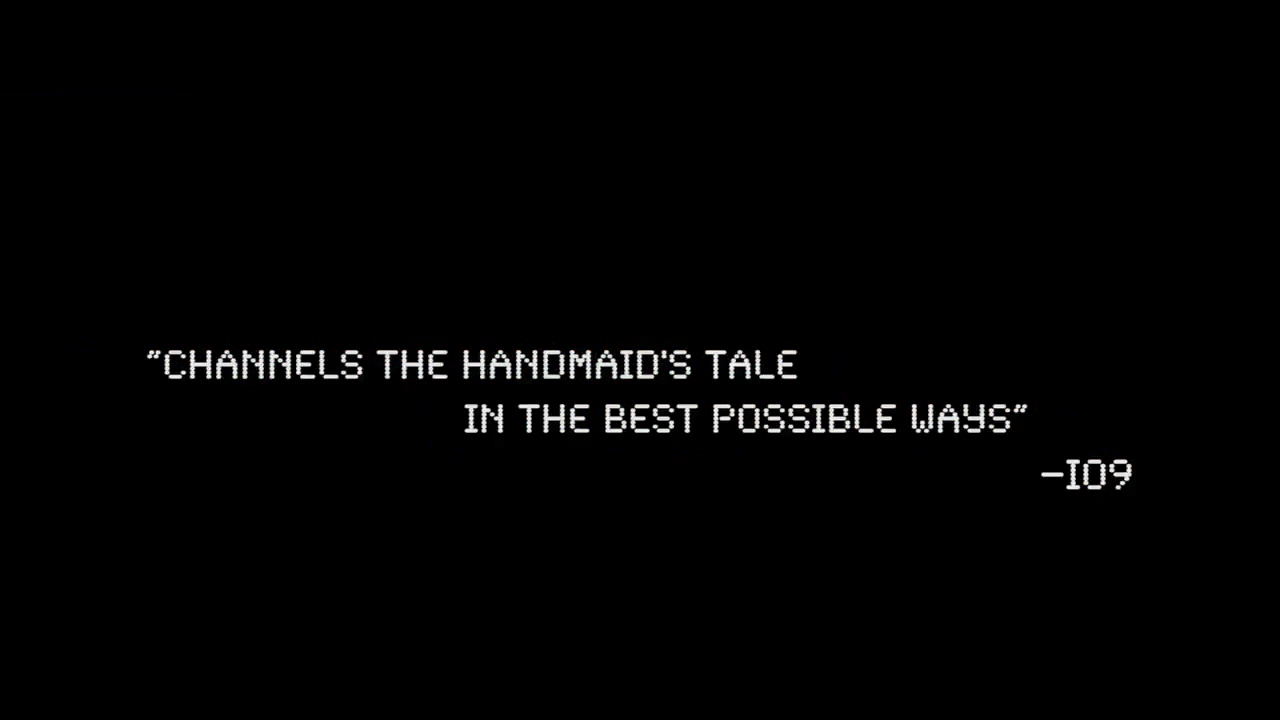 "CHANNELS THE HANDMAID'S TALE
IN THE BEST POSSIBLE WAYS"
–IO9